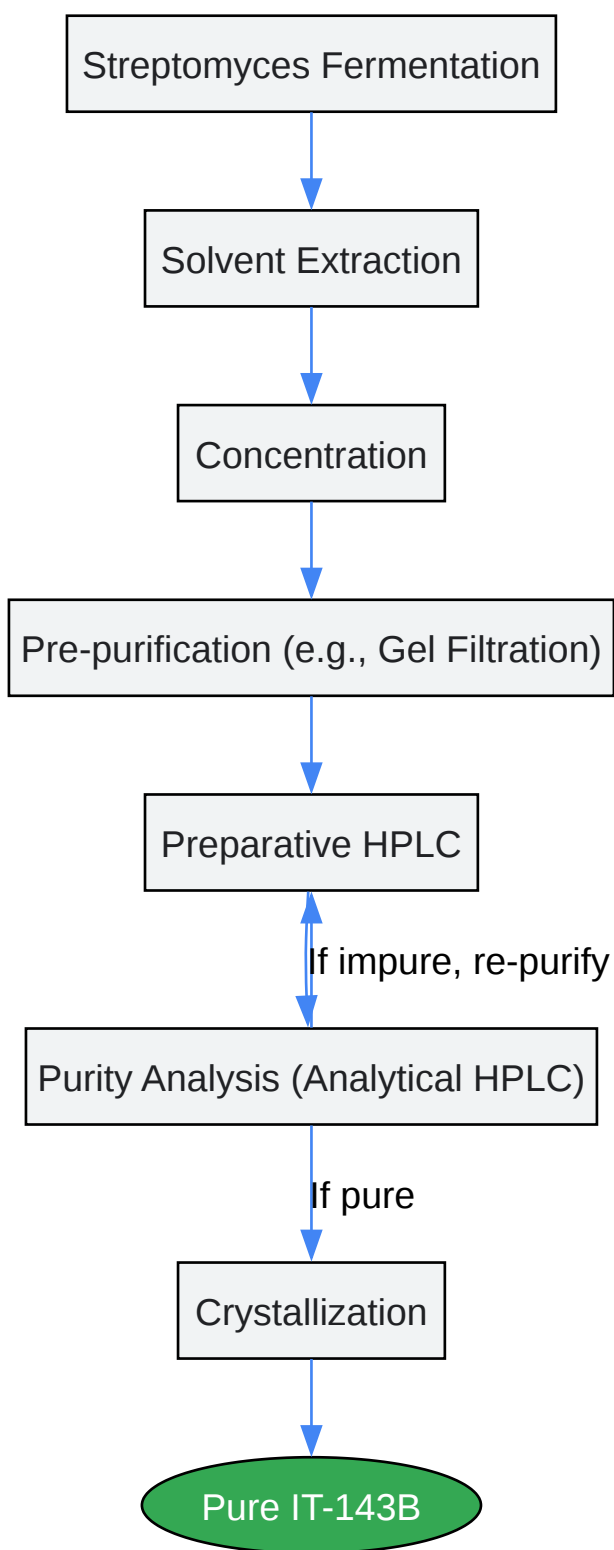 Streptomyces Fermentation
Solvent Extraction
Concentration
Pre-purification (e.g., Gel Filtration)
Preparative HPLC
If impure, re-purify
Purity Analysis (Analytical HPLC)
If pure
Crystallization
Pure IT-143B